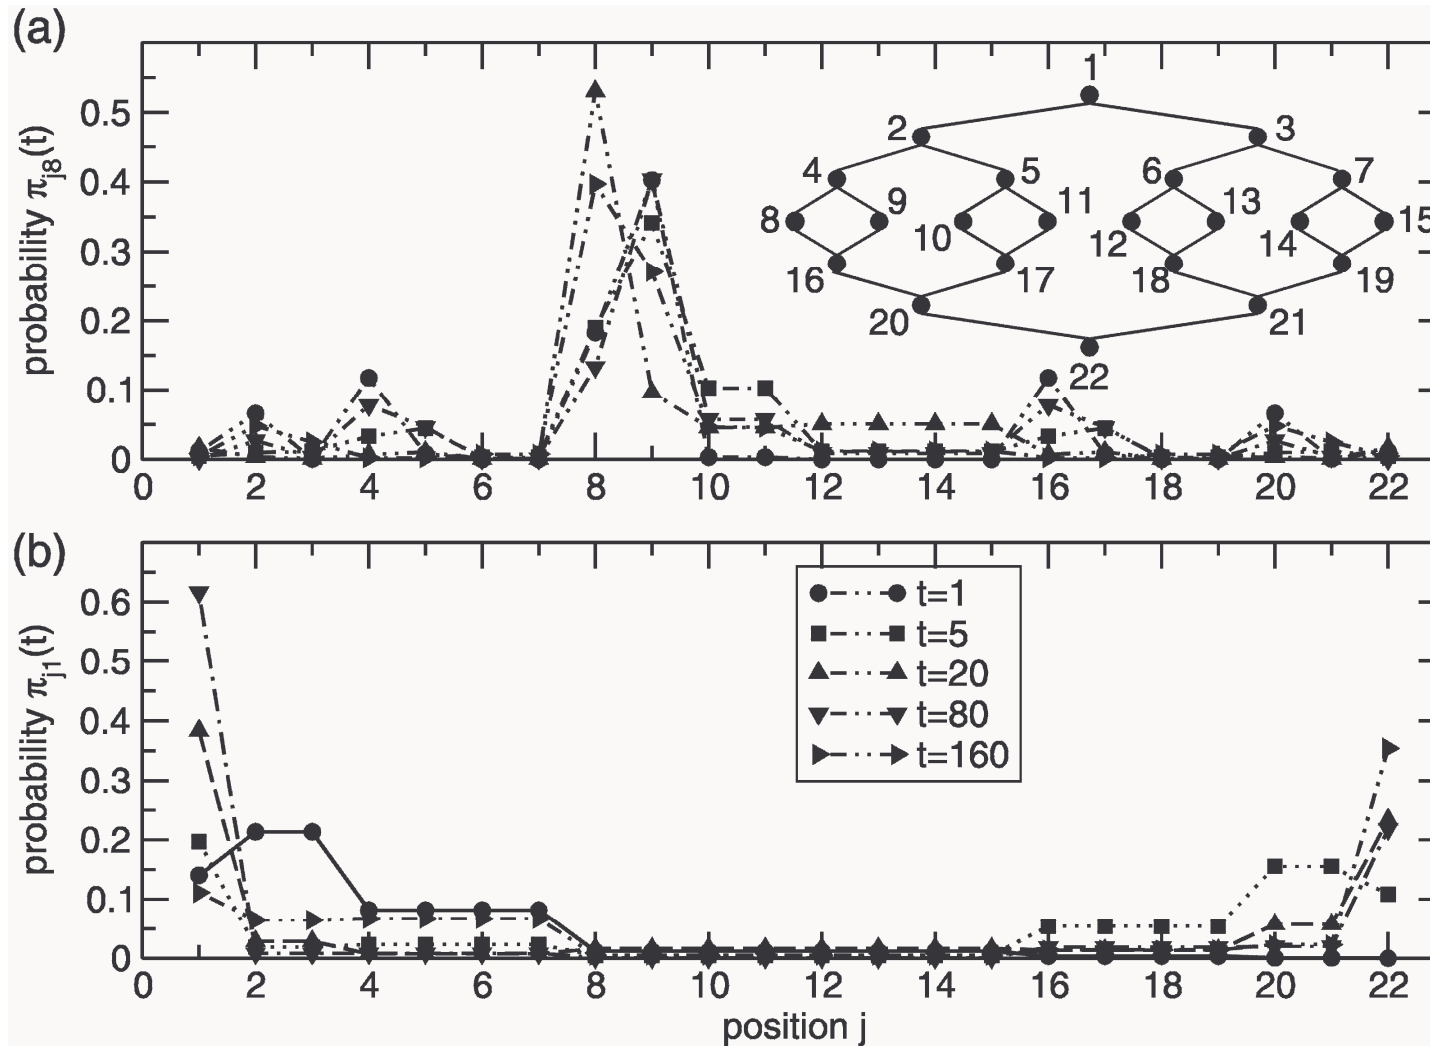 (a)
probability π_j8(t)
0.5
0.4
0.3
0.2
0.1
0
0 2 4 6 8 10 12 14 16 18 20 22
1
2 3
4 5 6 7
8 9 10 11 12 13 14 15
16 17 18 19
20 21
22
(b)
probability π_j1(t)
0.6
0.5
0.4
0.3
0.2
0.1
0
t=1
t=5
t=20
t=80
t=160
0 2 4 6 8 10 12 14 16 18 20 22
position j